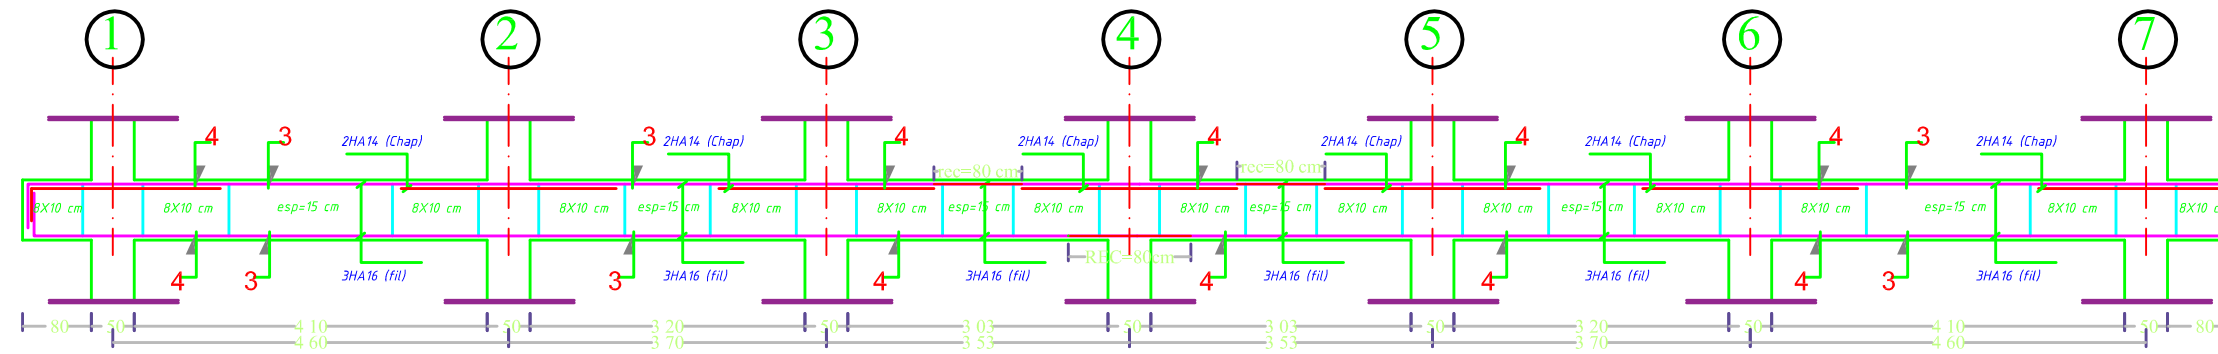 1 2 3 4 5 6 7
4 3 2HA14 (Chap) 3 2HA14 (Chap) 4 2HA14 (Chap) 4 2HA14 (Chap) 4 2HA14 (Chap) 4 3 2HA14 (Chap)
rec=80 cm rec=80 cm
8X10 cm 8X10 cm esp=15 cm 8X10 cm 8X10 cm esp=15 cm 8X10 cm 8X10 cm esp=15 cm 8X10 cm 8X10 cm esp=15 cm 8X10 cm esp=15 cm 8X10 cm 8X10 cm esp=15 cm 8X10 cm 8X10 c
REC=80cm
4 3 3HA16 (fil) 3 3HA16 (fil) 4 3HA16 (fil) 4 3HA16 (fil) 4 3HA16 (fil) 4 3 3HA16 (fil)
80 50 4 10 50 3 20 50 3 03 50 3 03 50 3 20 50 4 10 50 80
4 60 3 70 3 53 3 53 3 70 4 60